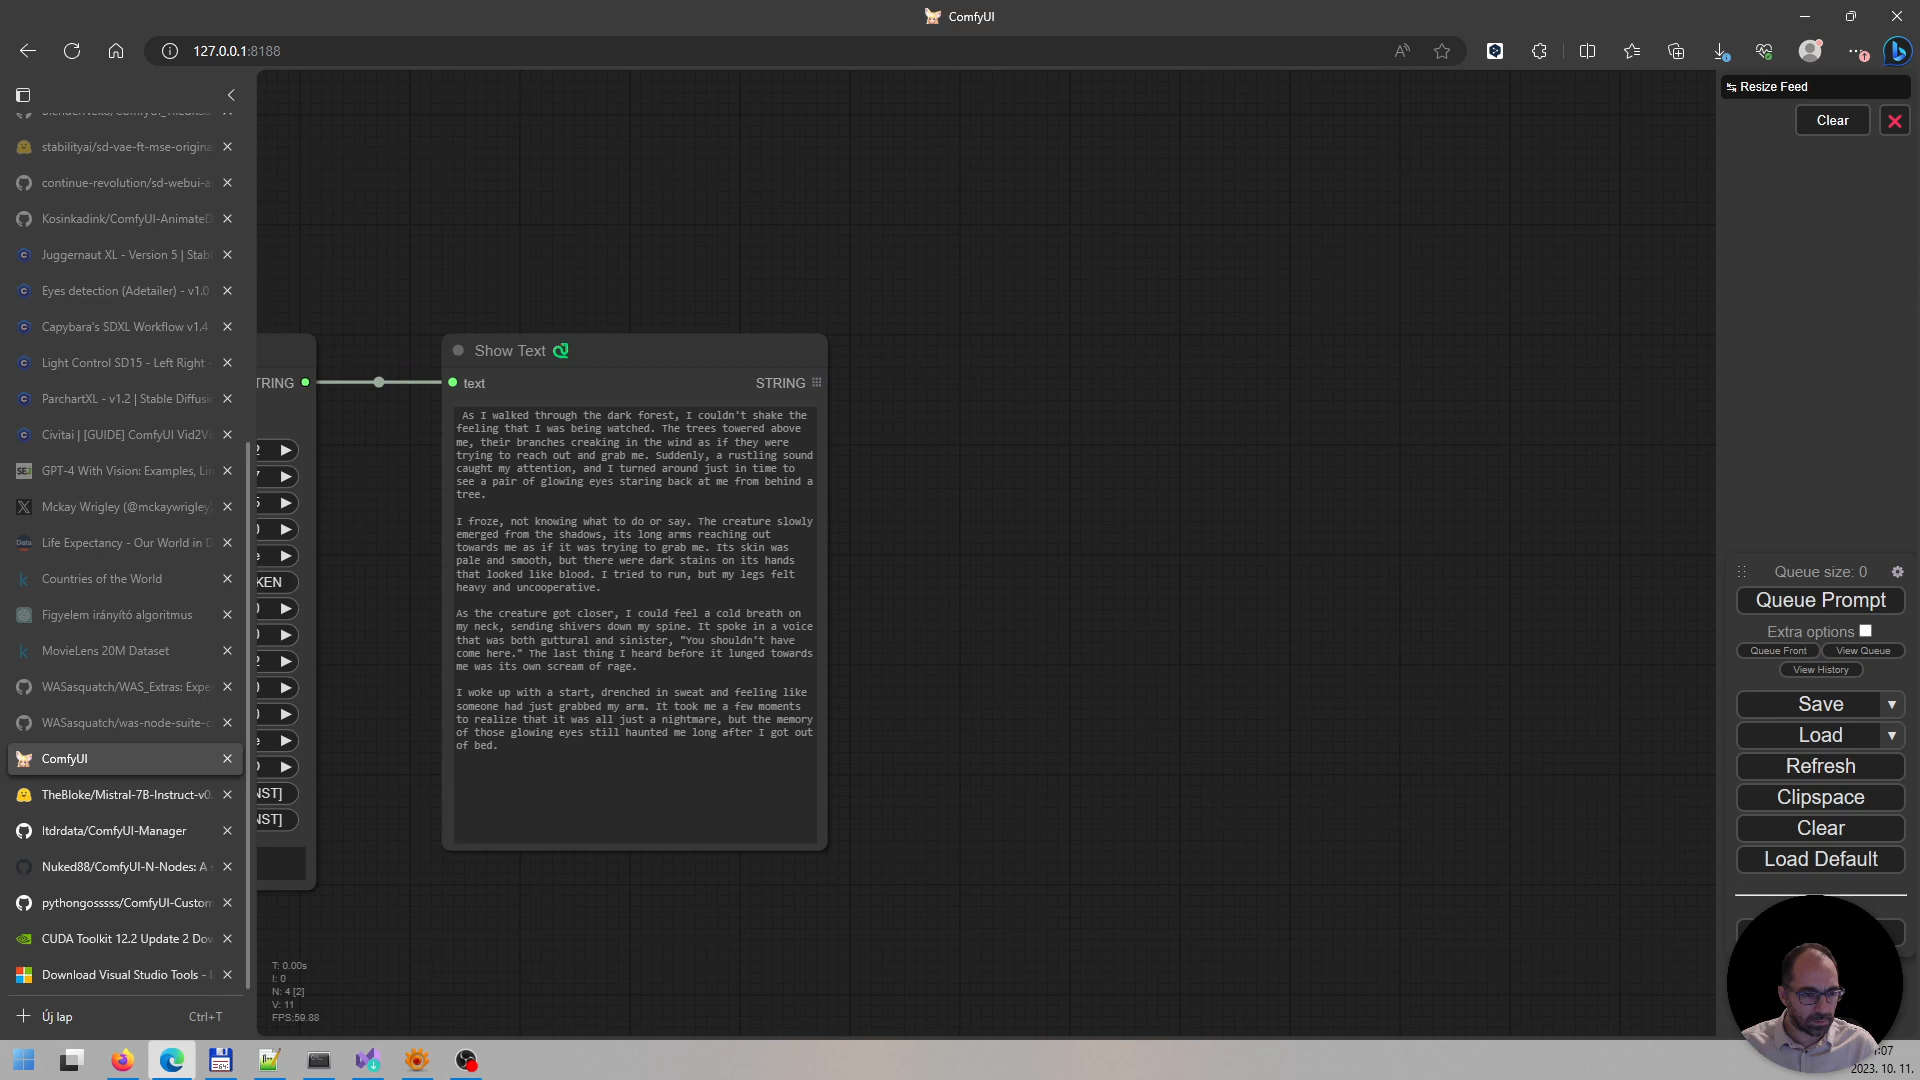 ComfyUI
127.0.0.1:8188
Resize Feed
Clear
stabilityai/sd-vae-ft-mse-origina
continue-revolution/sd-webui-a
Kosinkadink/ComfyUI-AnimateD
Juggernaut XL - Version 5 | Stab
Eyes detection (Adetailer) - v1.0
Capybara's SDXL Workflow v1.4
Light Control SD15 - Left Right -
ParchartXL - v1.2 | Stable Diffusi
Civitai | [GUIDE] ComfyUI Vid2Vi
GPT-4 With Vision: Examples, Lin
Mckay Wrigley (@mckaywrigley)
Life Expectancy - Our World in D
Countries of the World
Figyelem irányító algoritmus
MovieLens 20M Dataset
WASasquatch/WAS_Extras: Expe
WASasquatch/was-node-suite-c
ComfyUI
TheBloke/Mistral-7B-Instruct-v0.
ltdrdata/ComfyUI-Manager
Nuked88/ComfyUI-N-Nodes: A s
pythongosssss/ComfyUI-Custom
CUDA Toolkit 12.2 Update 2 Dow
Download Visual Studio Tools - I
Új lap Ctrl+T
TRING
KEN
NST]
NST]
Show Text
text STRING
As I walked through the dark forest, I couldn't shake the
feeling that I was being watched. The trees towered above
me, their branches creaking in the wind as if they were
trying to reach out and grab me. Suddenly, a rustling sound
caught my attention, and I turned around just in time to
see a pair of glowing eyes staring back at me from behind a
tree.
I froze, not knowing what to do or say. The creature slowly
emerged from the shadows, its long arms reaching out
towards me as if it was trying to grab me. Its skin was
pale and smooth, but there were dark stains on its hands
that looked like blood. I tried to run, but my legs felt
heavy and uncooperative.
As the creature got closer, I could feel a cold breath on
my neck, sending shivers down my spine. It spoke in a voice
that was both guttural and sinister, "You shouldn't have
come here." The last thing I heard before it lunged towards
me was its own scream of rage.
I woke up with a start, drenched in sweat and feeling like
someone had just grabbed my arm. It took me a few moments
to realize that it was all just a nightmare, but the memory
of those glowing eyes still haunted me long after I got out
of bed.
T: 0.00s
I: 0
N: 4 [2]
V: 11
FPS:59.88
Queue size: 0
Queue Prompt
Extra options
Queue Front View Queue
View History
Save
Load
Refresh
Clipspace
Clear
Load Default
:07
2023. 10. 11.